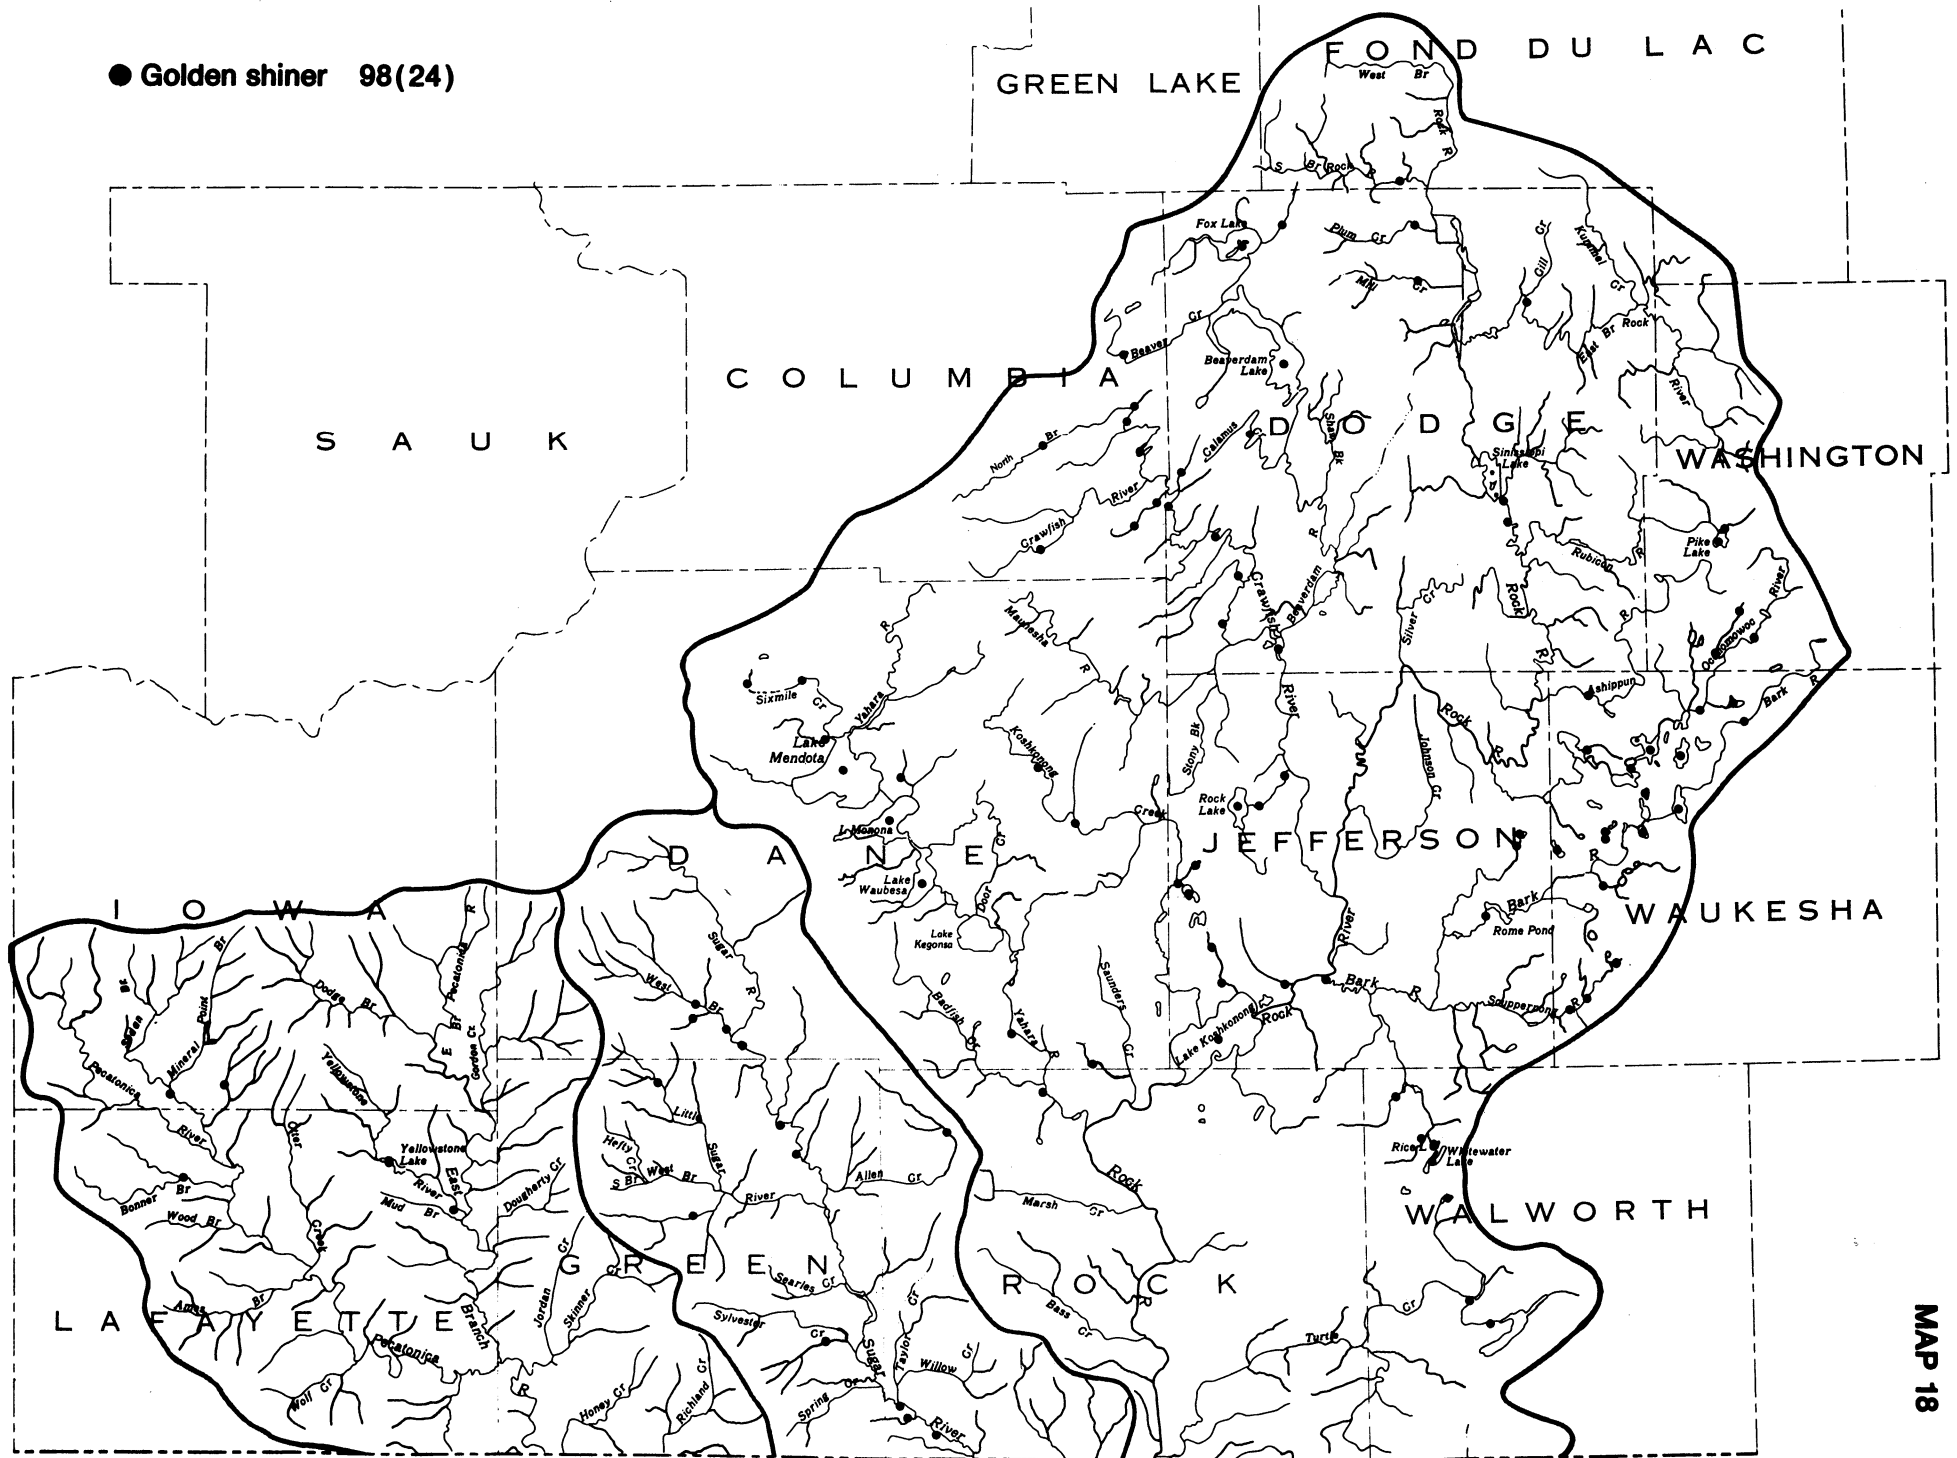 FOND DU LAC
● Golden shiner 98(24)
GREEN LAKE
West Br
Rock R
S Br Rock R
Fox Lake
Plum Cr
Gill Cr
Kummel Cr
Mill Cr
Beaver Cr
East Br Rock River
Beaverdam Lake
COLUMBIA
SAUK
DODGE
Shaw Bk
Calamus
North Br
Sinissippi Lake
WASHINGTON
Crawfish River
Pike Lake
Rubicon R
Beaverdam R
Crawfish River
Silver Cr
Rock R
Maunesha R
Oconomowoc River
Sixmile Cr
Yahara R
Ashippun R
Bark R
Rock R
Lake Mendota
Koshkonong Creek
Stony Bk
Johnson Cr
Rock Lake
JEFFERSON
L Monona
DANE
Lake Waubesa
Door Cr
Bark R
Rome Pond
WAUKESHA
Lake Kegonsa
IOWA
Pecatonica R
E Br
Gordon Cr
Sugar R
West Br
Dodge Br
Mineral Point Br
Badfish Cr
Yahara R
Saunders Cr
River
Bark R
Scuppernong R
Lake Koshkonong
Rock
Pecatonica River
Yellowstone
Otter Creek
Little Sugar
Hefty Cr
West Br
S Br
River
Allen Cr
Rice L
Whitewater Lake
Yellowstone Lake
River
East Branch
Dougherty Cr
Bonner Br
Wood Br
Mud Br
Marsh Cr
Rock R
WALWORTH
GREEN
ROCK
Searles Cr
Jordan Cr
Skinner Cr
Sylvester Cr
Bass Cr
Turtle Cr
Ames Br
LAFAYETTE
Pecatonica R
Sugar River
Taylor Cr
Willow Cr
Spring Cr
Wolf Cr
Honey Cr
Richland Cr
MAP 18